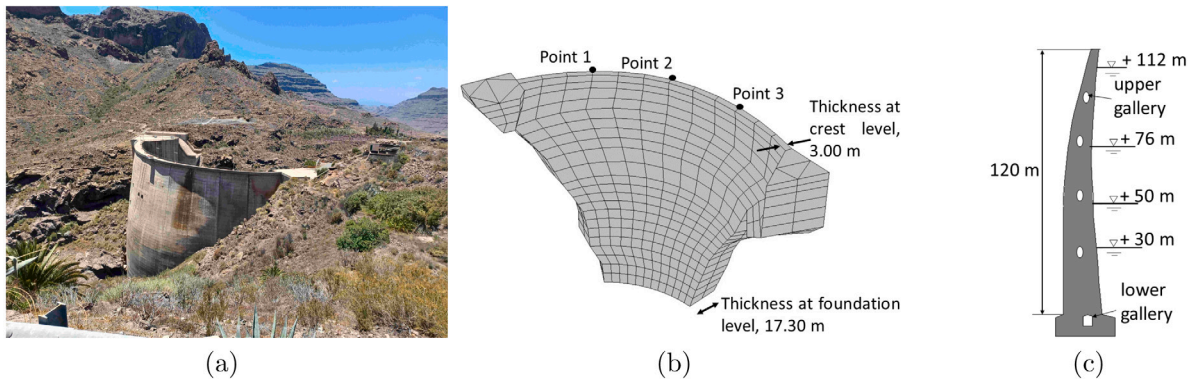 Point 1
Point 2
Point 3
Thickness at
crest level,
3.00 m
Thickness at foundation
level, 17.30 m
120 m
+ 112 m
upper
gallery
+ 76 m
+ 50 m
+ 30 m
lower
gallery
(a)
(b)
(c)